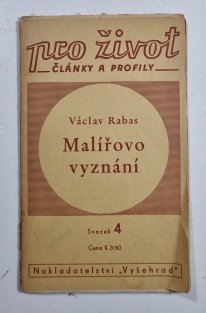 pro život
ČLÁNKY A PROFILY
Václav Rabas
Malířovo
vyznání
Svazek 4
Cena K 3·60
Nakladatelství „Vyšehrad"